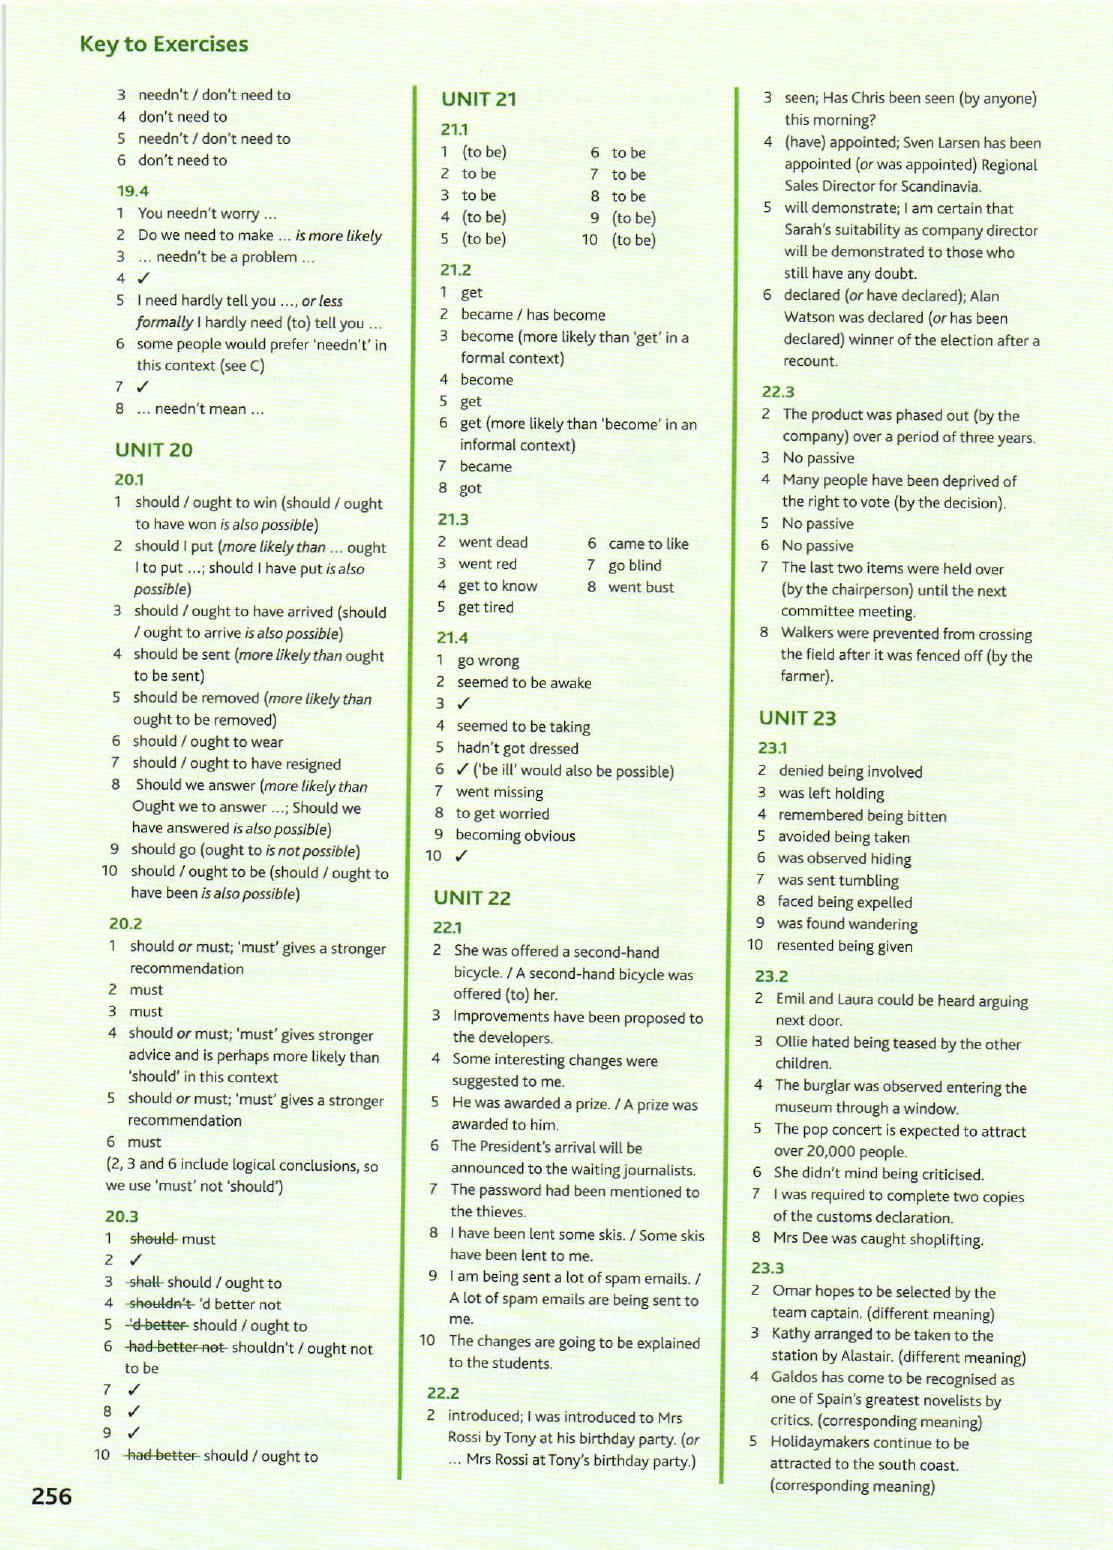 Key to Exercises
3 needn't / don't need to
4 don't need to
5 needn't / don't need to
6 don't need to
19.4
1 You needn't worry ...
2 Do we need to make ... is more likely
3 ... needn't be a problem ...
4 ✓
5 I need hardly tell you ..., or less
formally I hardly need (to) tell you ...
6 some people would prefer 'needn't' in
this context (see C)
7 ✓
8 ... needn't mean ...
UNIT 20
20.1
1 should / ought to win (should / ought
to have won is also possible)
2 should I put (more likely than ... ought
I to put ...; should I have put is also
possible)
3 should / ought to have arrived (should
/ ought to arrive is also possible)
4 should be sent (more likely than ought
to be sent)
5 should be removed (more likely than
ought to be removed)
6 should / ought to wear
7 should / ought to have resigned
8 Should we answer (more likely than
Ought we to answer ...; Should we
have answered is also possible)
9 should go (ought to is not possible)
10 should / ought to be (should / ought to
have been is also possible)
20.2
1 should or must; 'must' gives a stronger
recommendation
2 must
3 must
4 should or must; 'must' gives stronger
advice and is perhaps more likely than
'should' in this context
5 should or must; 'must' gives a stronger
recommendation
6 must
(2, 3 and 6 include logical conclusions, so
we use 'must' not 'should')
20.3
1 should must
2 ✓
3 shall should / ought to
4 shouldn't 'd better not
5 'd better should / ought to
6 had better not shouldn't / ought not
to be
7 ✓
8 ✓
9 ✓
10 had better should / ought to
256
UNIT 21
21.1
1 (to be) 6 to be
2 to be 7 to be
3 to be 8 to be
4 (to be) 9 (to be)
5 (to be) 10 (to be)
21.2
1 get
2 became / has become
3 become (more likely than 'get' in a
formal context)
4 become
5 get
6 get (more likely than 'become' in an
informal context)
7 became
8 got
21.3
2 went dead 6 came to like
3 went red 7 go blind
4 get to know 8 went bust
5 get tired
21.4
1 go wrong
2 seemed to be awake
3 ✓
4 seemed to be taking
5 hadn't got dressed
6 ✓ ('be ill' would also be possible)
7 went missing
8 to get worried
9 becoming obvious
10 ✓
UNIT 22
22.1
2 She was offered a second-hand
bicycle. / A second-hand bicycle was
offered (to) her.
3 Improvements have been proposed to
the developers.
4 Some interesting changes were
suggested to me.
5 He was awarded a prize. / A prize was
awarded to him.
6 The President's arrival will be
announced to the waiting journalists.
7 The password had been mentioned to
the thieves.
8 I have been lent some skis. / Some skis
have been lent to me.
9 I am being sent a lot of spam emails. /
A lot of spam emails are being sent to
me.
10 The changes are going to be explained
to the students.
22.2
2 introduced; I was introduced to Mrs
Rossi by Tony at his birthday party. (or
... Mrs Rossi at Tony's birthday party.)
3 seen; Has Chris been seen (by anyone)
this morning?
4 (have) appointed; Sven Larsen has been
appointed (or was appointed) Regional
Sales Director for Scandinavia.
5 will demonstrate; I am certain that
Sarah's suitability as company director
will be demonstrated to those who
still have any doubt.
6 declared (or have declared); Alan
Watson was declared (or has been
declared) winner of the election after a
recount.
22.3
2 The product was phased out (by the
company) over a period of three years.
3 No passive
4 Many people have been deprived of
the right to vote (by the decision).
5 No passive
6 No passive
7 The last two items were held over
(by the chairperson) until the next
committee meeting.
8 Walkers were prevented from crossing
the field after it was fenced off (by the
farmer).
UNIT 23
23.1
2 denied being involved
3 was left holding
4 remembered being bitten
5 avoided being taken
6 was observed hiding
7 was sent tumbling
8 faced being expelled
9 was found wandering
10 resented being given
23.2
2 Emil and Laura could be heard arguing
next door.
3 Ollie hated being teased by the other
children.
4 The burglar was observed entering the
museum through a window.
5 The pop concert is expected to attract
over 20,000 people.
6 She didn't mind being criticised.
7 I was required to complete two copies
of the customs declaration.
8 Mrs Dee was caught shoplifting.
23.3
2 Omar hopes to be selected by the
team captain. (different meaning)
3 Kathy arranged to be taken to the
station by Alastair. (different meaning)
4 Galdos has come to be recognised as
one of Spain's greatest novelists by
critics. (corresponding meaning)
5 Holidaymakers continue to be
attracted to the south coast.
(corresponding meaning)